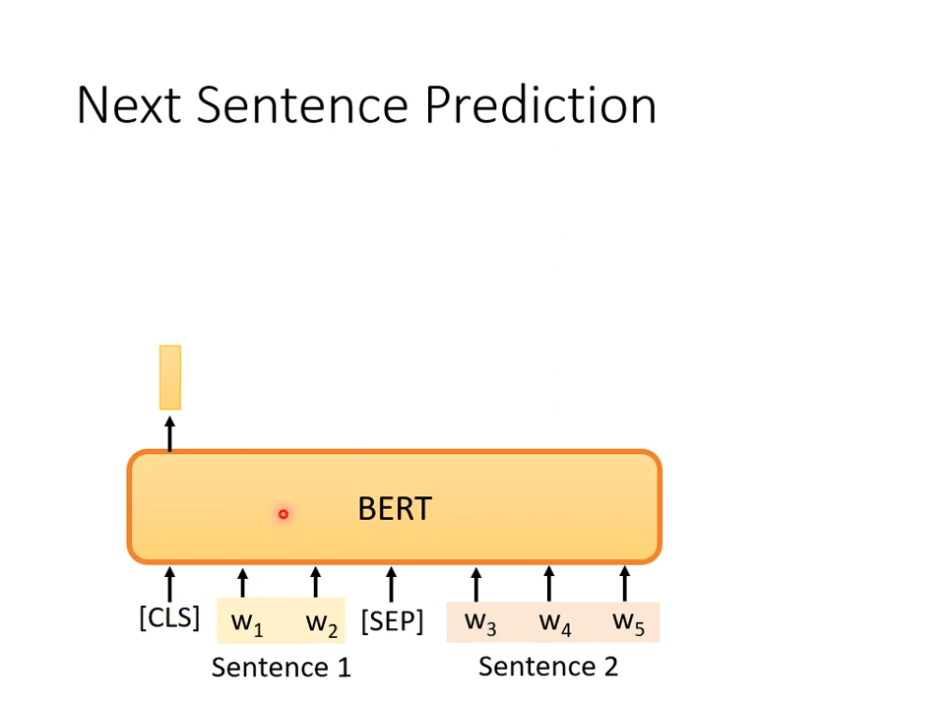 Next Sentence Prediction
BERT
[CLS] w1 w2 [SEP] w3 w4 w5
Sentence 1 Sentence 2